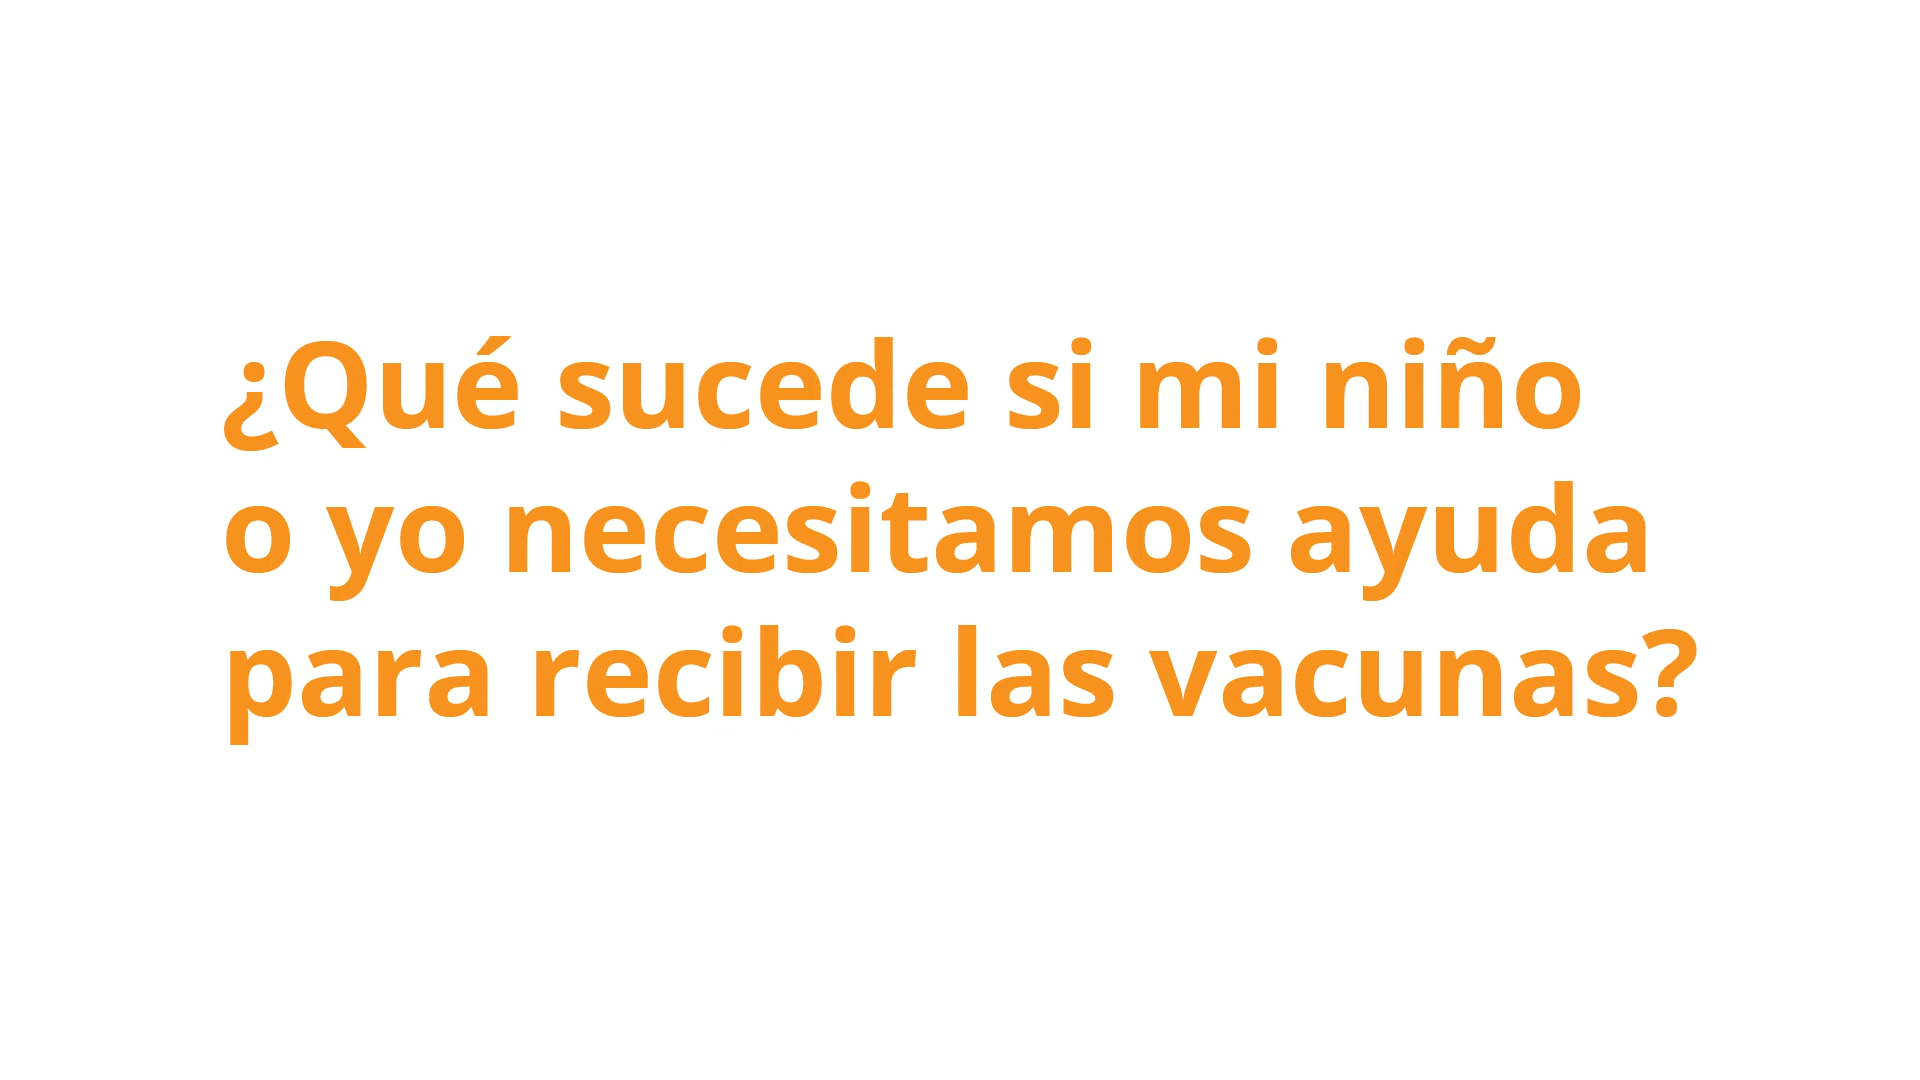 ¿Qué sucede si mi niño
o yo necesitamos ayuda
para recibir las vacunas?